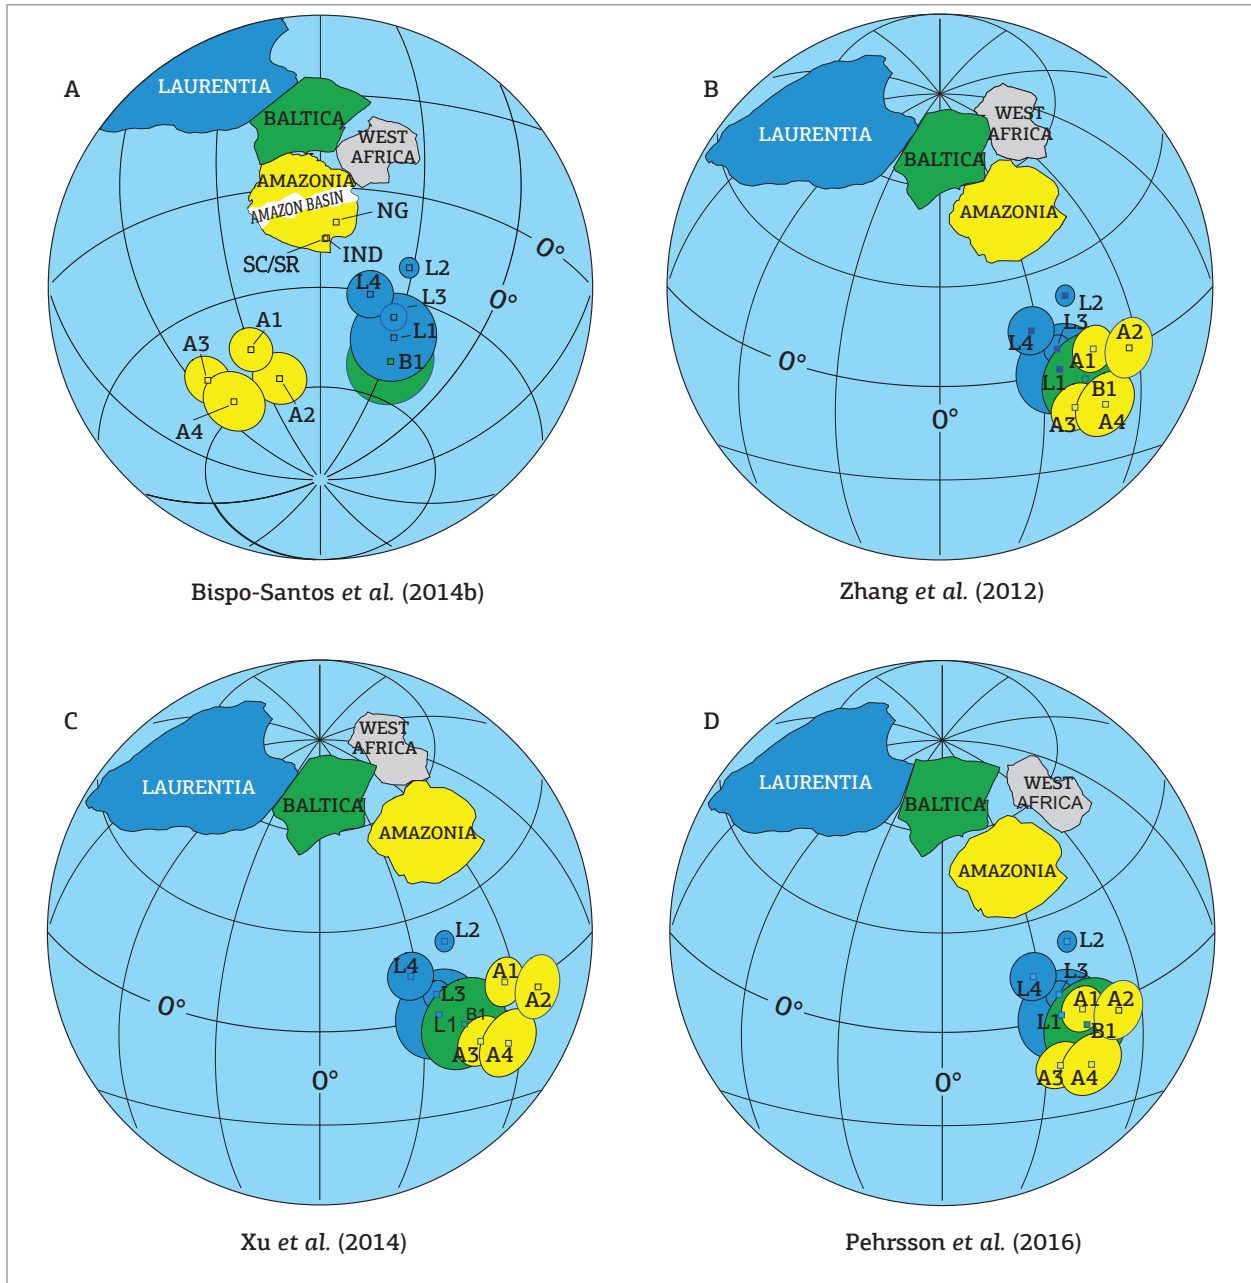 A
LAURENTIA
BALTICA
WEST
AFRICA
AMAZONIA
AMAZON BASIN
NG
IND
SC/SR
L2
L4
L3
L1
B1
A1
A3
A2
A4
0°
0°
Bispo-Santos et al. (2014b)
B
LAURENTIA
BALTICA
WEST
AFRICA
AMAZONIA
L2
L3
L4
A1
A2
L1
B1
A3
A4
0°
0°
Zhang et al. (2012)
C
LAURENTIA
BALTICA
WEST
AFRICA
AMAZONIA
L2
L4
L3
A1
A2
L1
B1
A3
A4
0°
0°
Xu et al. (2014)
D
LAURENTIA
BALTICA
WEST
AFRICA
AMAZONIA
L2
L3
L4
A1
A2
L1
B1
A3
A4
0°
0°
Pehrsson et al. (2016)